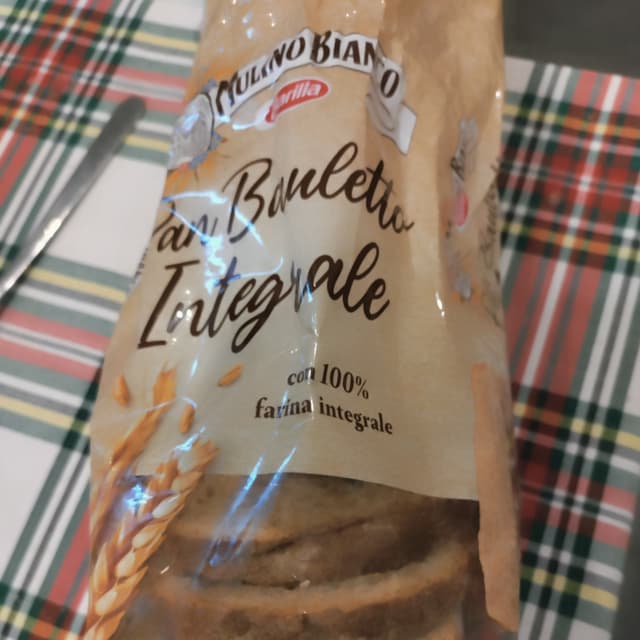 MULINO BIANCO
Barilla
Pan Bauletto
Integrale
con 100%
farina integrale